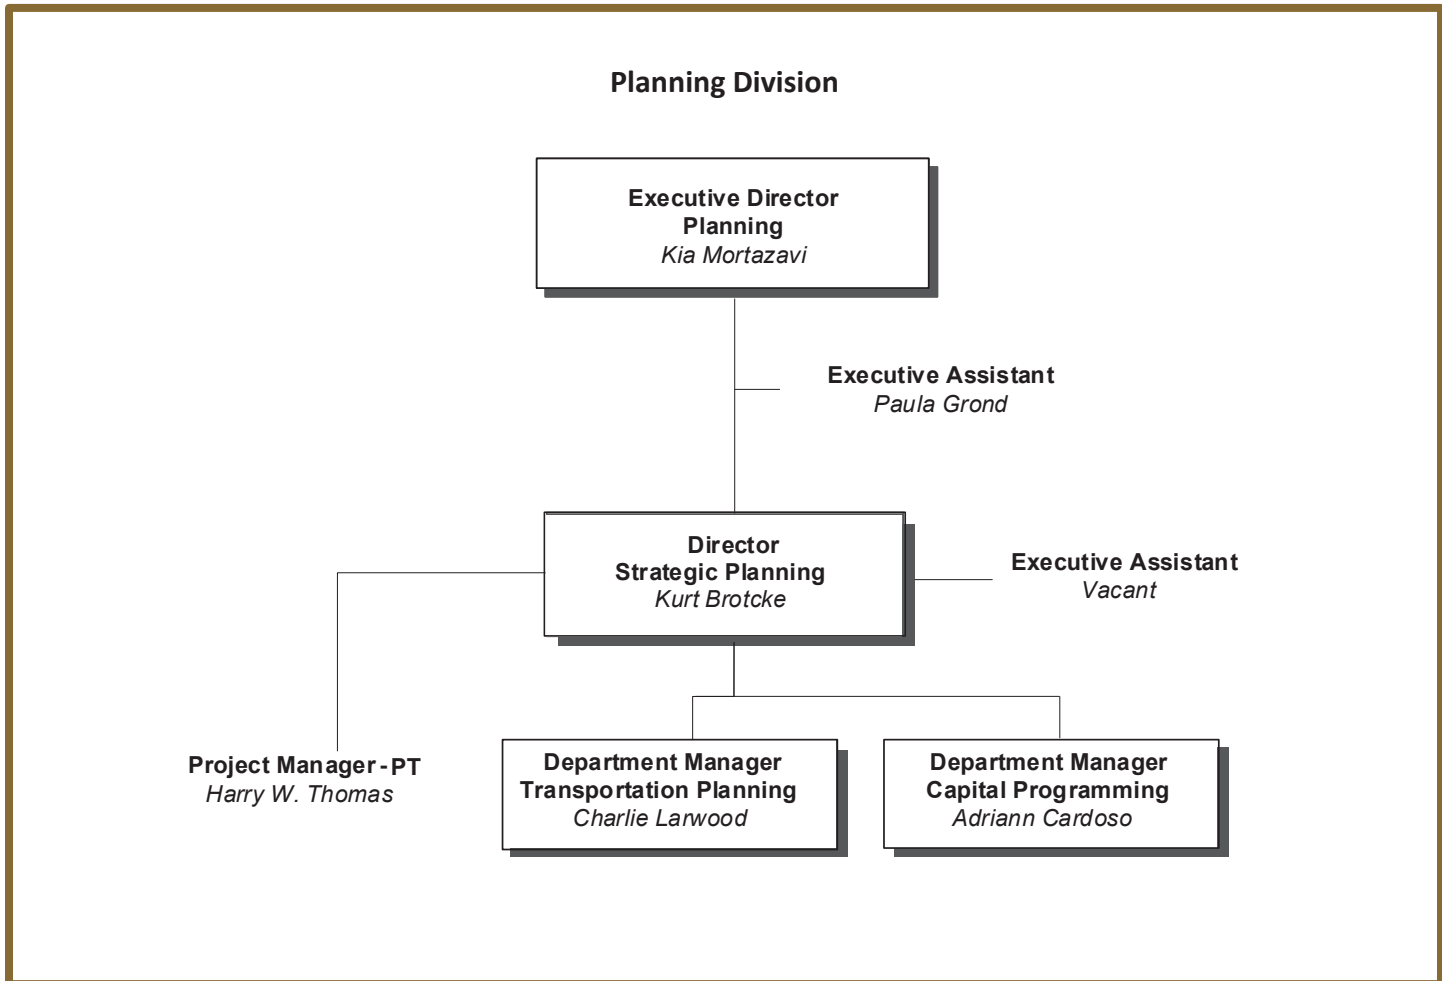 Planning Division
Executive Director
Planning
Kia Mortazavi
Executive Assistant
Paula Grond
Director
Strategic Planning
Kurt Brotcke
Executive Assistant
Vacant
Project Manager-PT
Harry W. Thomas
Department Manager
Transportation Planning
Charlie Larwood
Department Manager
Capital Programming
Adriann Cardoso